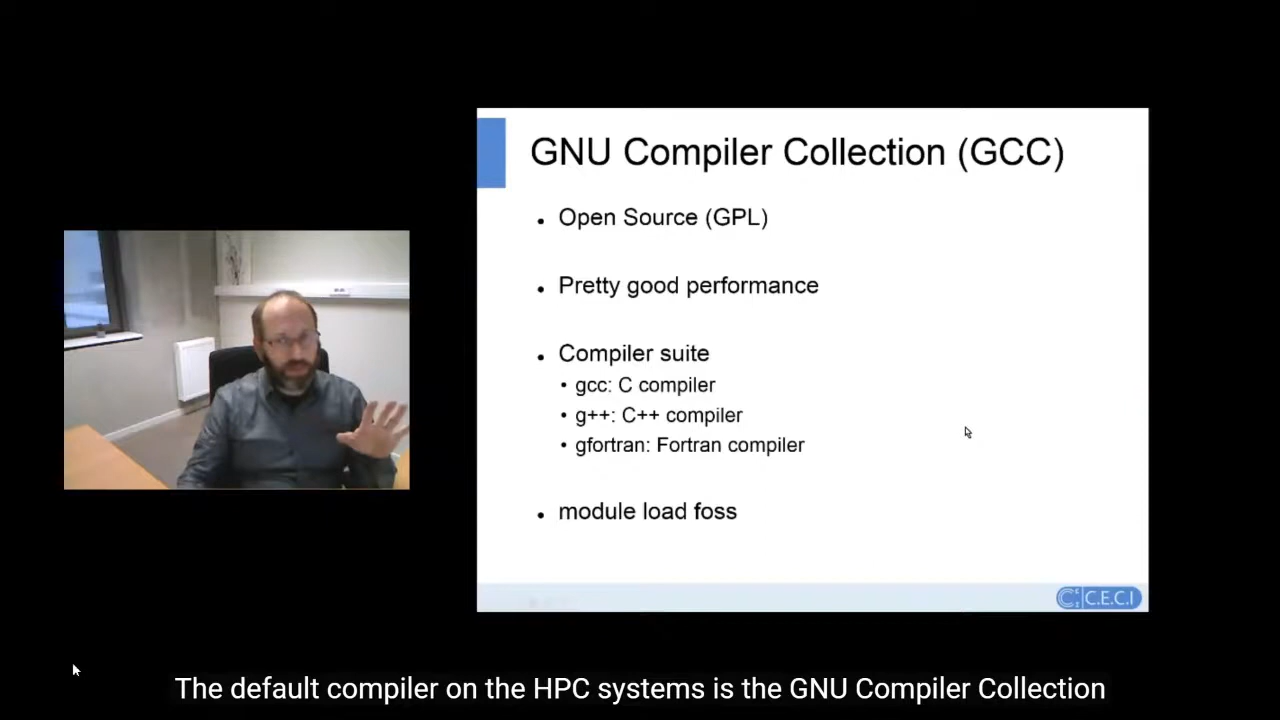 GNU Compiler Collection (GCC)
• Open Source (GPL)
• Pretty good performance
• Compiler suite
• gcc: C compiler
• g++: C++ compiler
• gfortran: Fortran compiler
• module load foss
C.E.C.I
The default compiler on the HPC systems is the GNU Compiler Collection